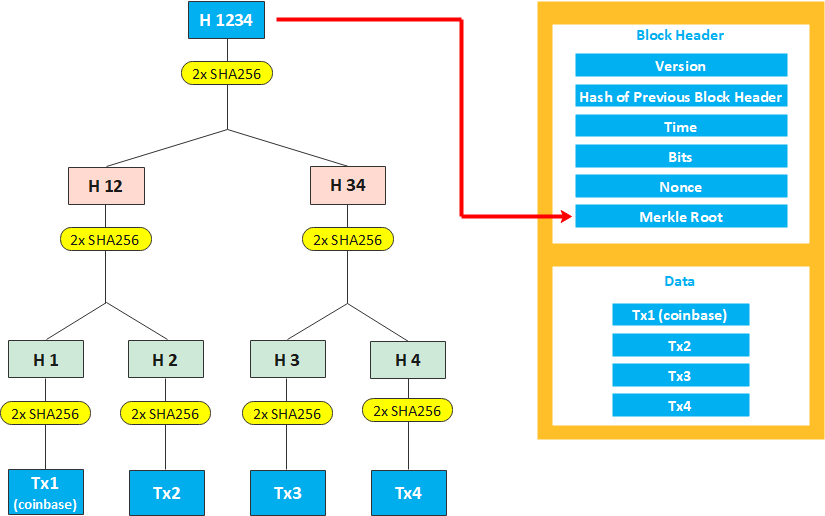 H 1234
2x SHA256
H 12
H 34
2x SHA256
2x SHA256
H 1
H 2
H 3
H 4
2x SHA256
2x SHA256
2x SHA256
2x SHA256
Tx1
(coinbase)
Tx2
Tx3
Tx4
Block Header
Version
Hash of Previous Block Header
Time
Bits
Nonce
Merkle Root
Data
Tx1 (coinbase)
Tx2
Tx3
Tx4